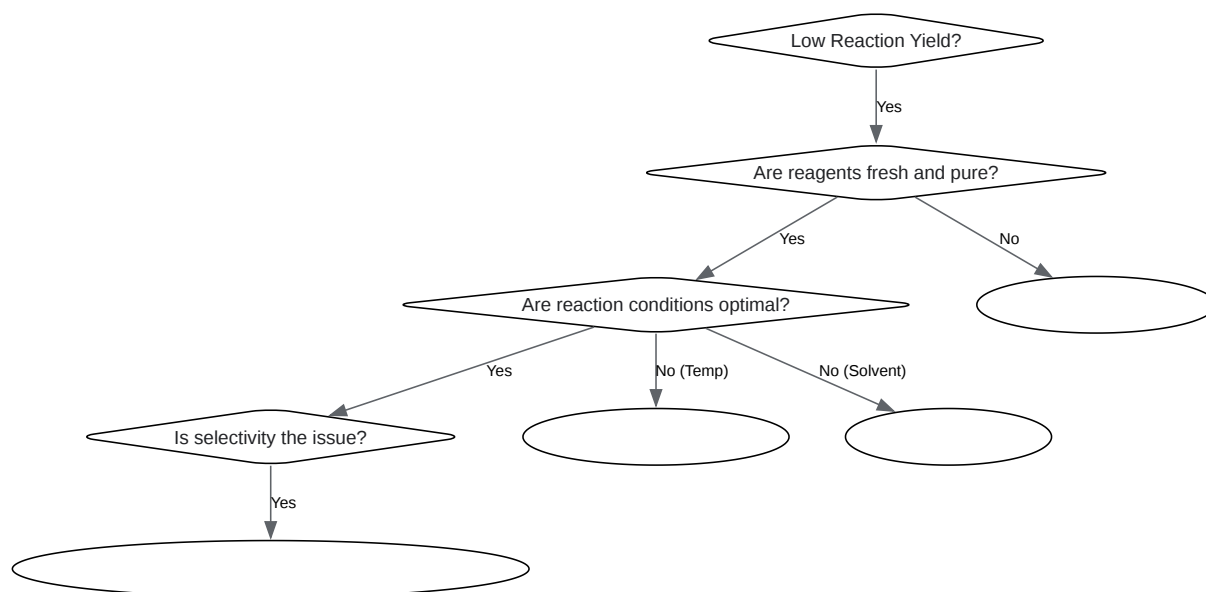 Low Reaction Yield?
Yes
Are reagents fresh and pure?
Yes
No
Are reaction conditions optimal?
Yes
No (Temp)
No (Solvent)
Is selectivity the issue?
Yes